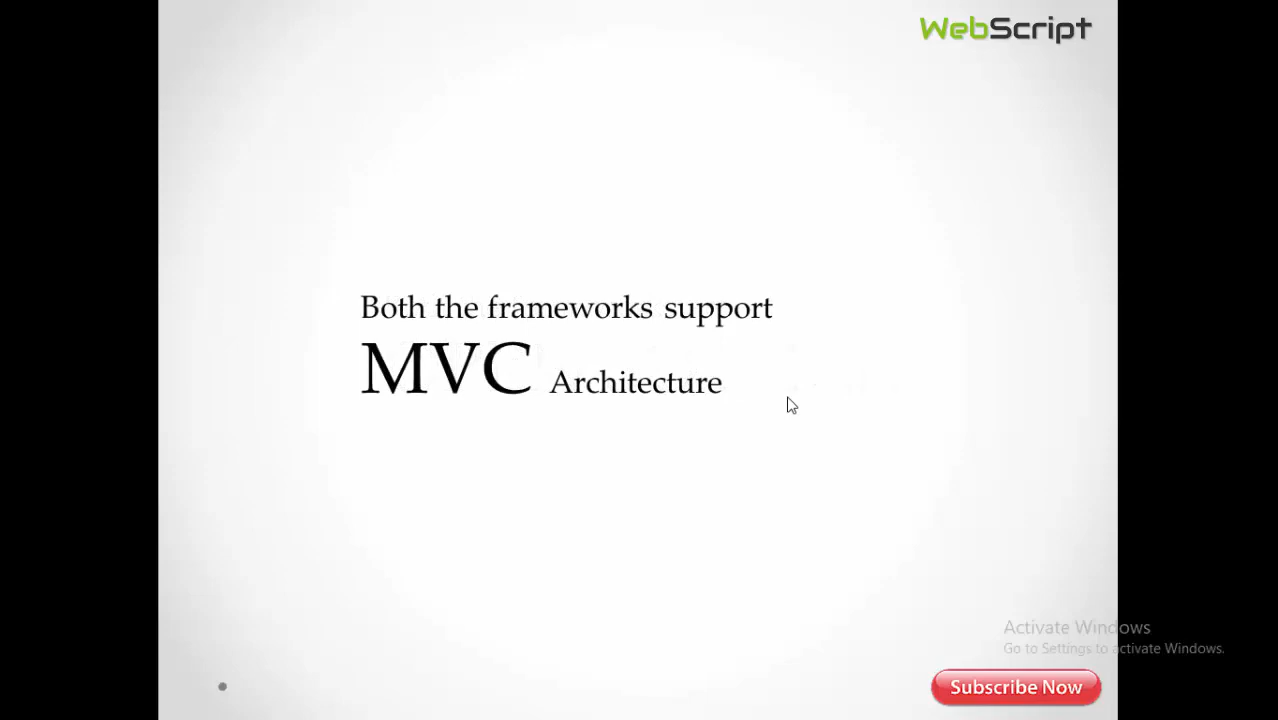 WebScript
Both the frameworks support
MVC Architecture
Activate Windows
Go to Settings to activate Windows.
Subscribe Now